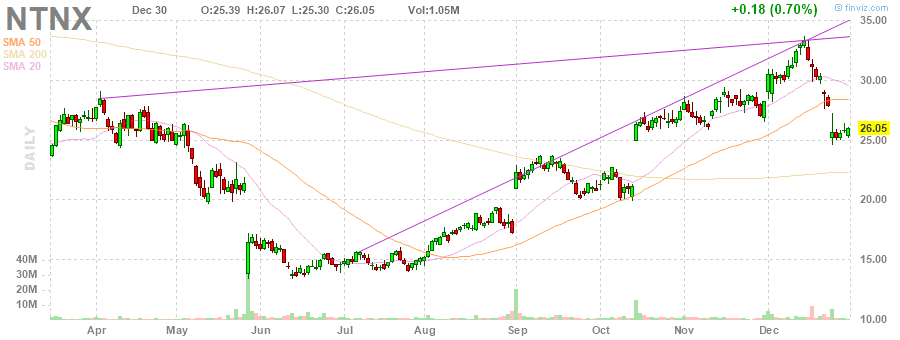 NTNX
Dec 30 O:25.39 H:26.07 L:25.30 C:26.05 Vol:1.05M +0.18 (0.70%)
© finviz.com
SMA 50
SMA 200
SMA 20
DAILY
35.00
30.00
26.05
25.00
20.00
15.00
10.00
40M
30M
20M
10M
Apr May Jun Jul Aug Sep Oct Nov Dec